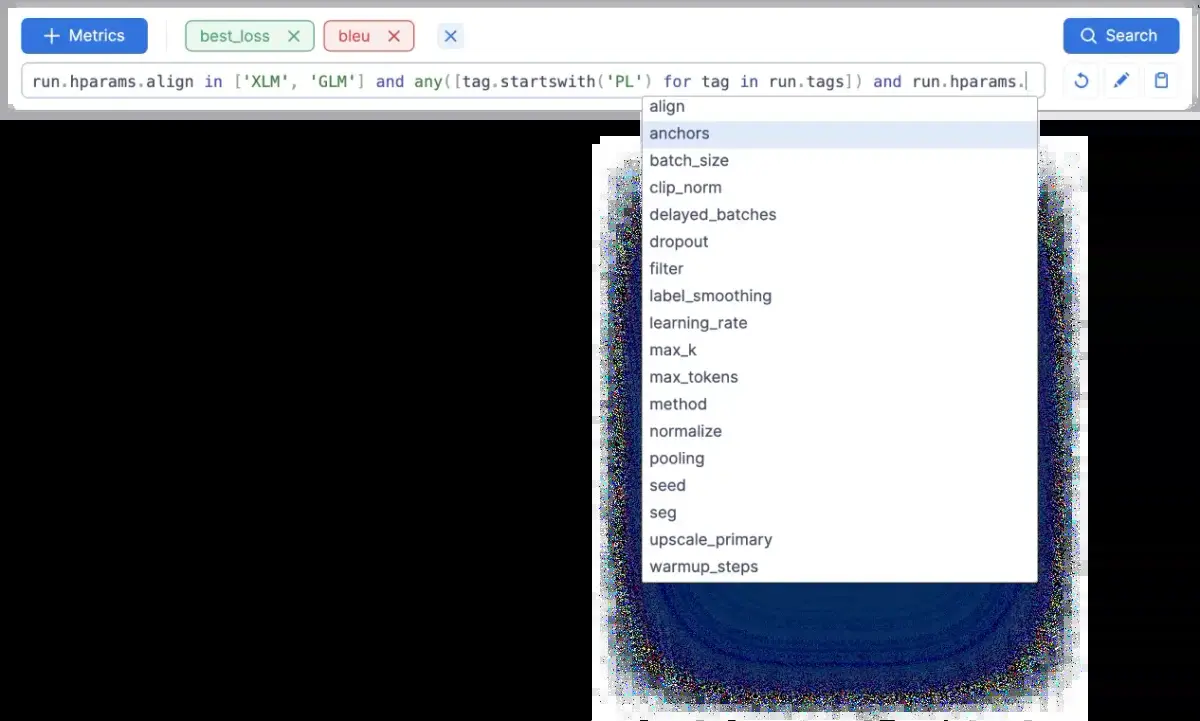 Metrics best_loss bleu Search
run.hparams.align in ['XLM', 'GLM'] and any([tag.startswith('PL') for tag in run.tags]) and run.hparams.
align
anchors
batch_size
clip_norm
delayed_batches
dropout
filter
label_smoothing
learning_rate
max_k
max_tokens
method
normalize
pooling
seed
seg
upscale_primary
warmup_steps